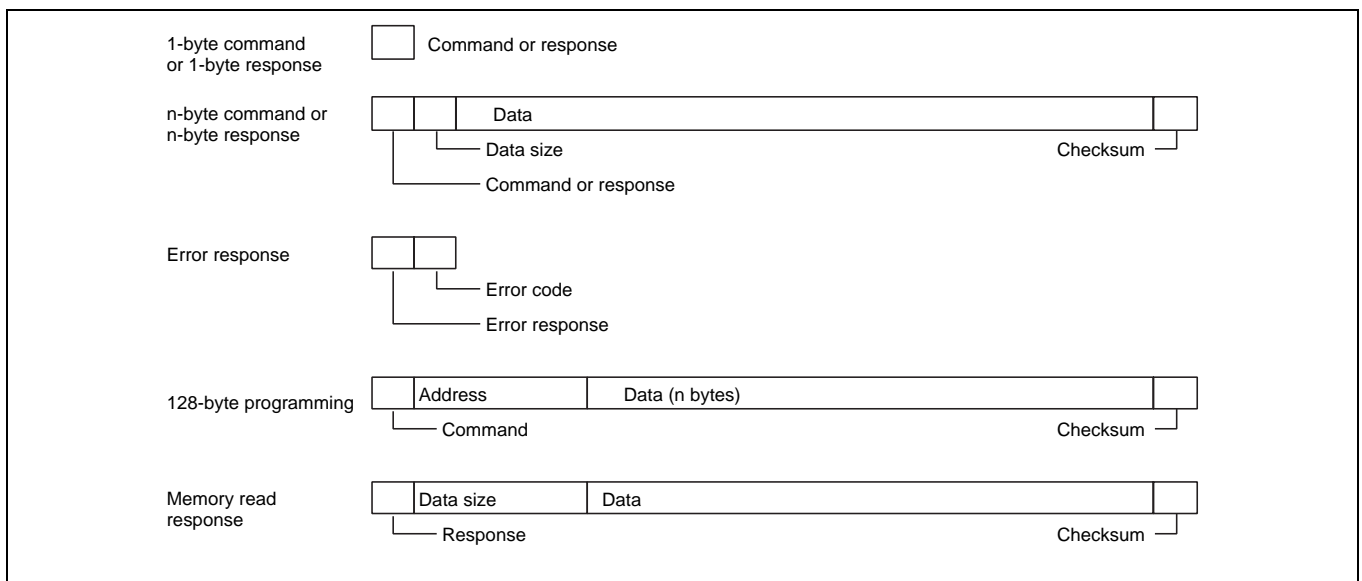 1-byte command
or 1-byte response
Command or response
n-byte command or
n-byte response
Data
Data size
Checksum
Command or response
Error response
Error code
Error response
128-byte programming
Address
Data (n bytes)
Command
Checksum
Memory read
response
Data size
Data
Response
Checksum